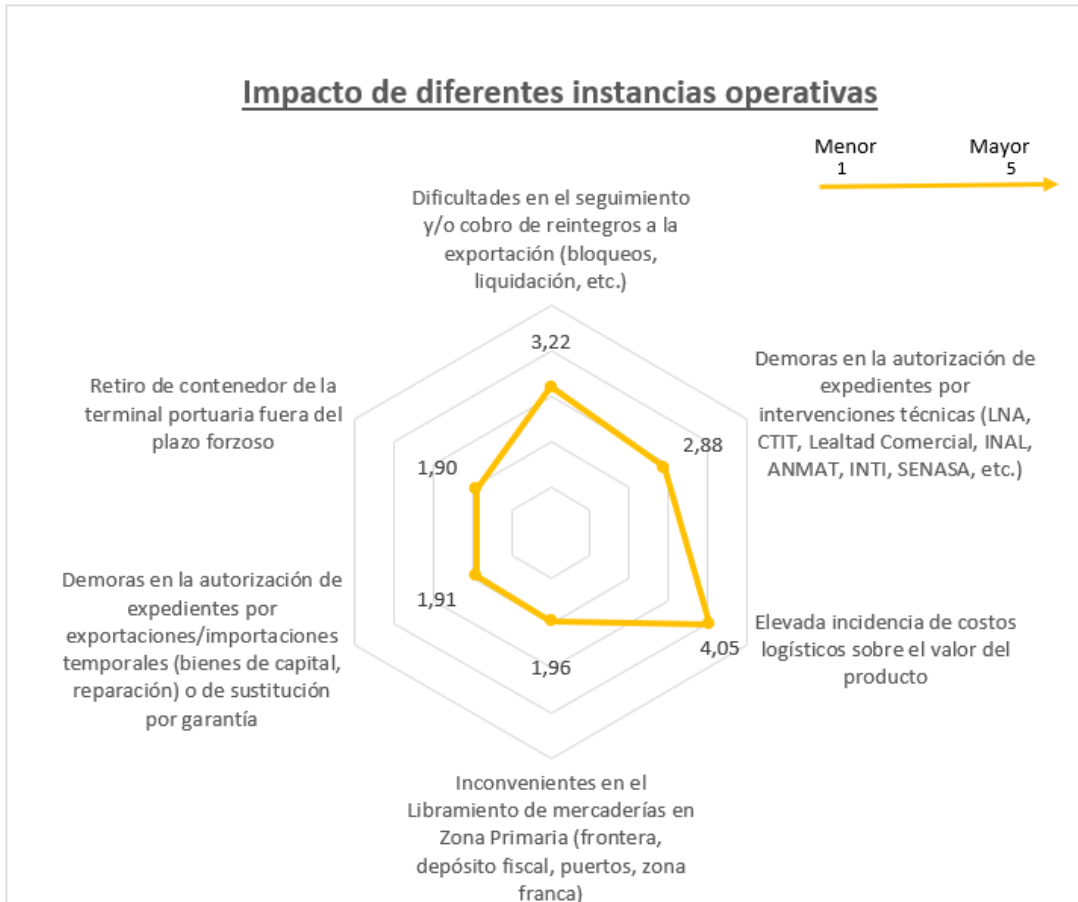 Impacto de diferentes instancias operativas
Menor
1
Mayor
5
Dificultades en el seguimiento
y/o cobro de reintegros a la
exportación (bloqueos,
liquidación, etc.)
3,22
Demoras en la autorización de
expedientes por
intervenciones técnicas (LNA,
CTIT, Lealtad Comercial, INAL,
ANMAT, INTI, SENASA, etc.)
2,88
Elevada incidencia de costos
logísticos sobre el valor del
producto
4,05
Inconvenientes en el
Libramiento de mercaderías en
Zona Primaria (frontera,
depósito fiscal, puertos, zona
franca)
1,96
Demoras en la autorización de
expedientes por
exportaciones/importaciones
temporales (bienes de capital,
reparación) o de sustitución
por garantía
1,91
Retiro de contenedor de la
terminal portuaria fuera del
plazo forzoso
1,90